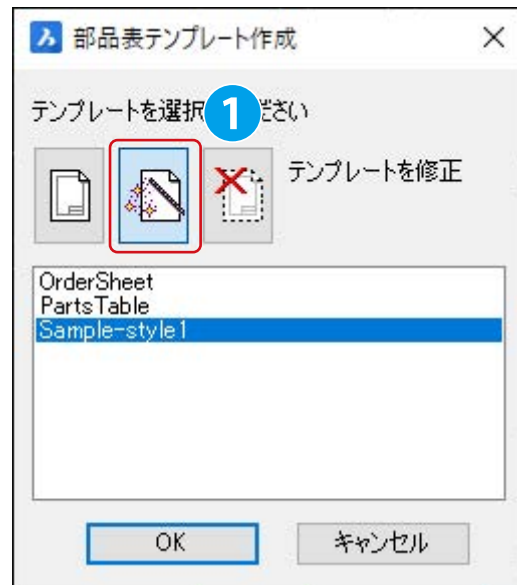 部品表テンプレート作成
テンプレートを選択 ださい
1
テンプレートを修正
OrderSheet
PartsTable
Sample-style1
OK
キャンセル